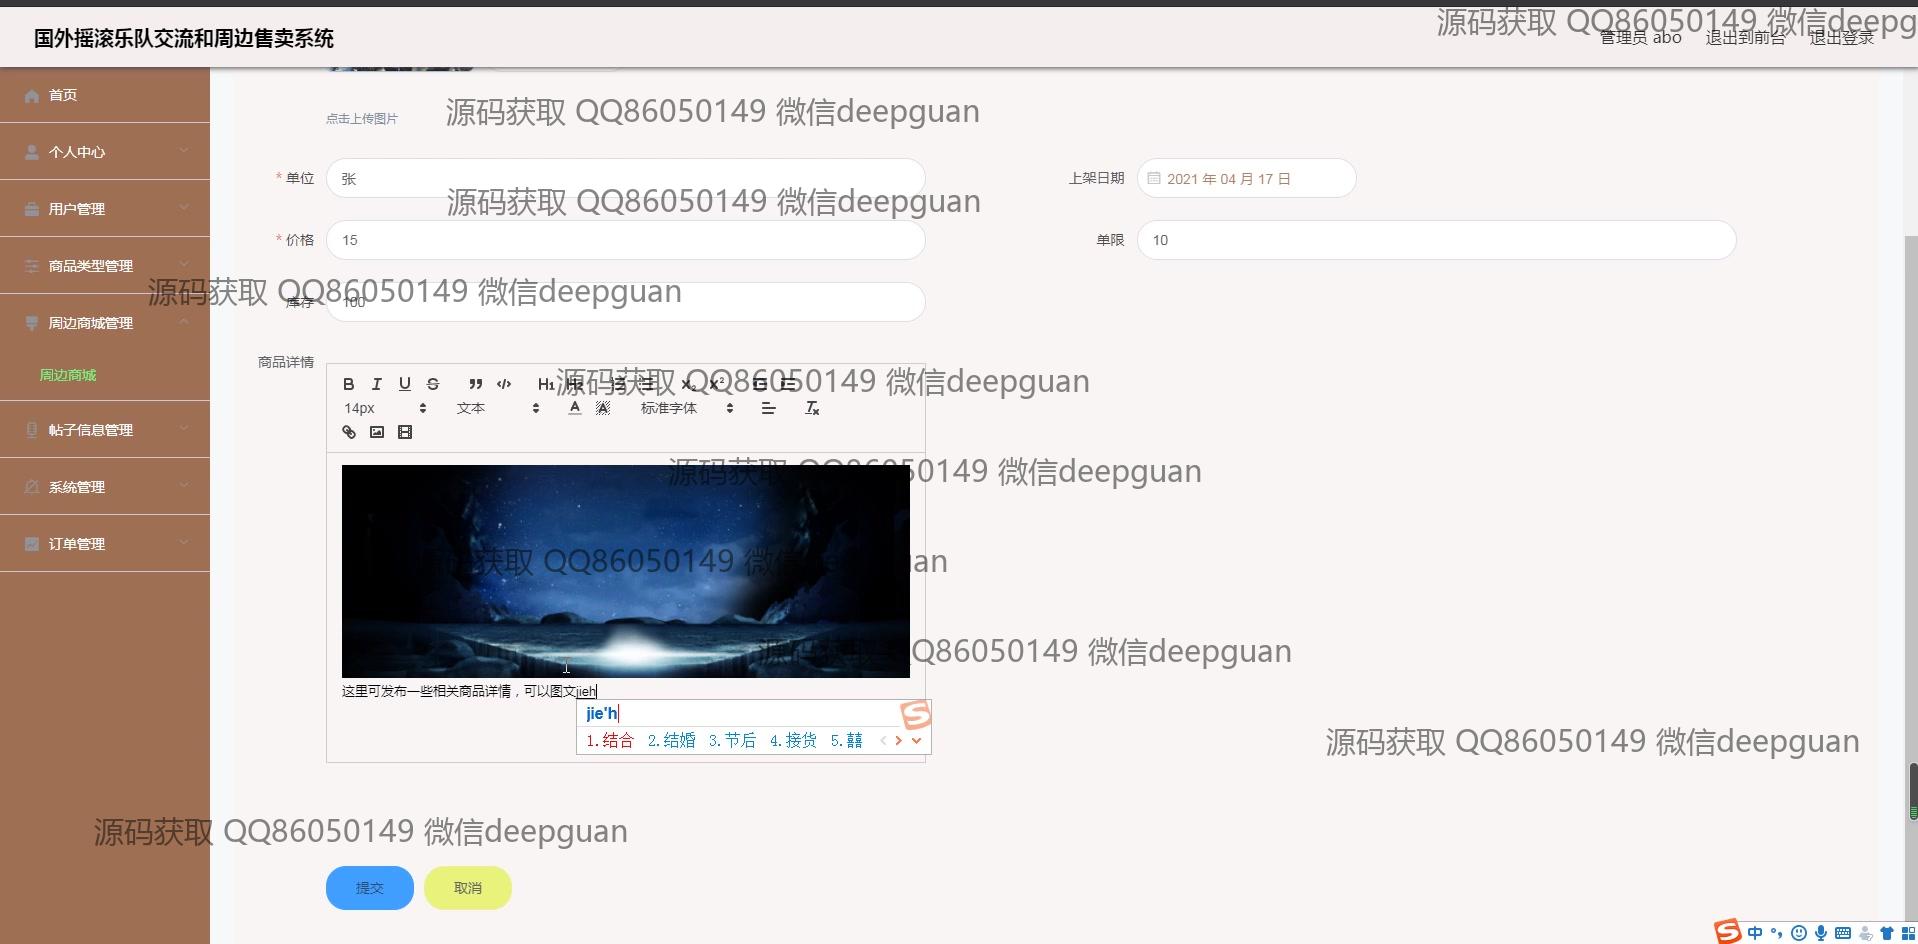 国外摇滚乐队交流和周边售卖系统
源码获取 QQ86050149 微信deepg
管理员 abo 退出到前台 退出登录
首页
点击上传图片
源码获取 QQ86050149 微信deepguan
个人中心
* 单位 张
上架日期 2021 年 04 月 17 日
源码获取 QQ86050149 微信deepguan
用户管理
* 价格 15
单限 10
商品类型管理
源码获取 QQ86050149 微信deepguan
库存 100
周边商城管理
商品详情
周边商城
B I U S H1 H2 X2 X2
源码获取 QQ86050149 微信deepguan
14px 文本 A A 标准字体 Tx
帖子信息管理
源码获取 QQ86050149 微信deepguan
系统管理
订单管理
源码获取 QQ86050149 微信deepguan
源码获取 QQ86050149 微信deepguan
这里可发布一些相关商品详情，可以图文jieh
jie'h
1.结合 2.结婚 3.节后 4.接货 5.囍
源码获取 QQ86050149 微信deepguan
源码获取 QQ86050149 微信deepguan
提交 取消
中